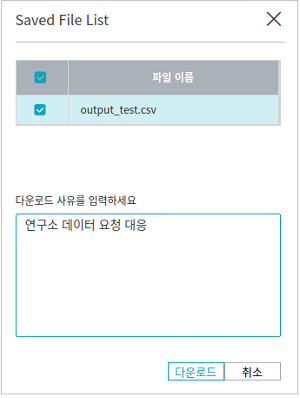 Saved File List
파일 이름
output_test.csv
다운로드 사유를 입력하세요
연구소 데이터 요청 대응
다운로드 취소